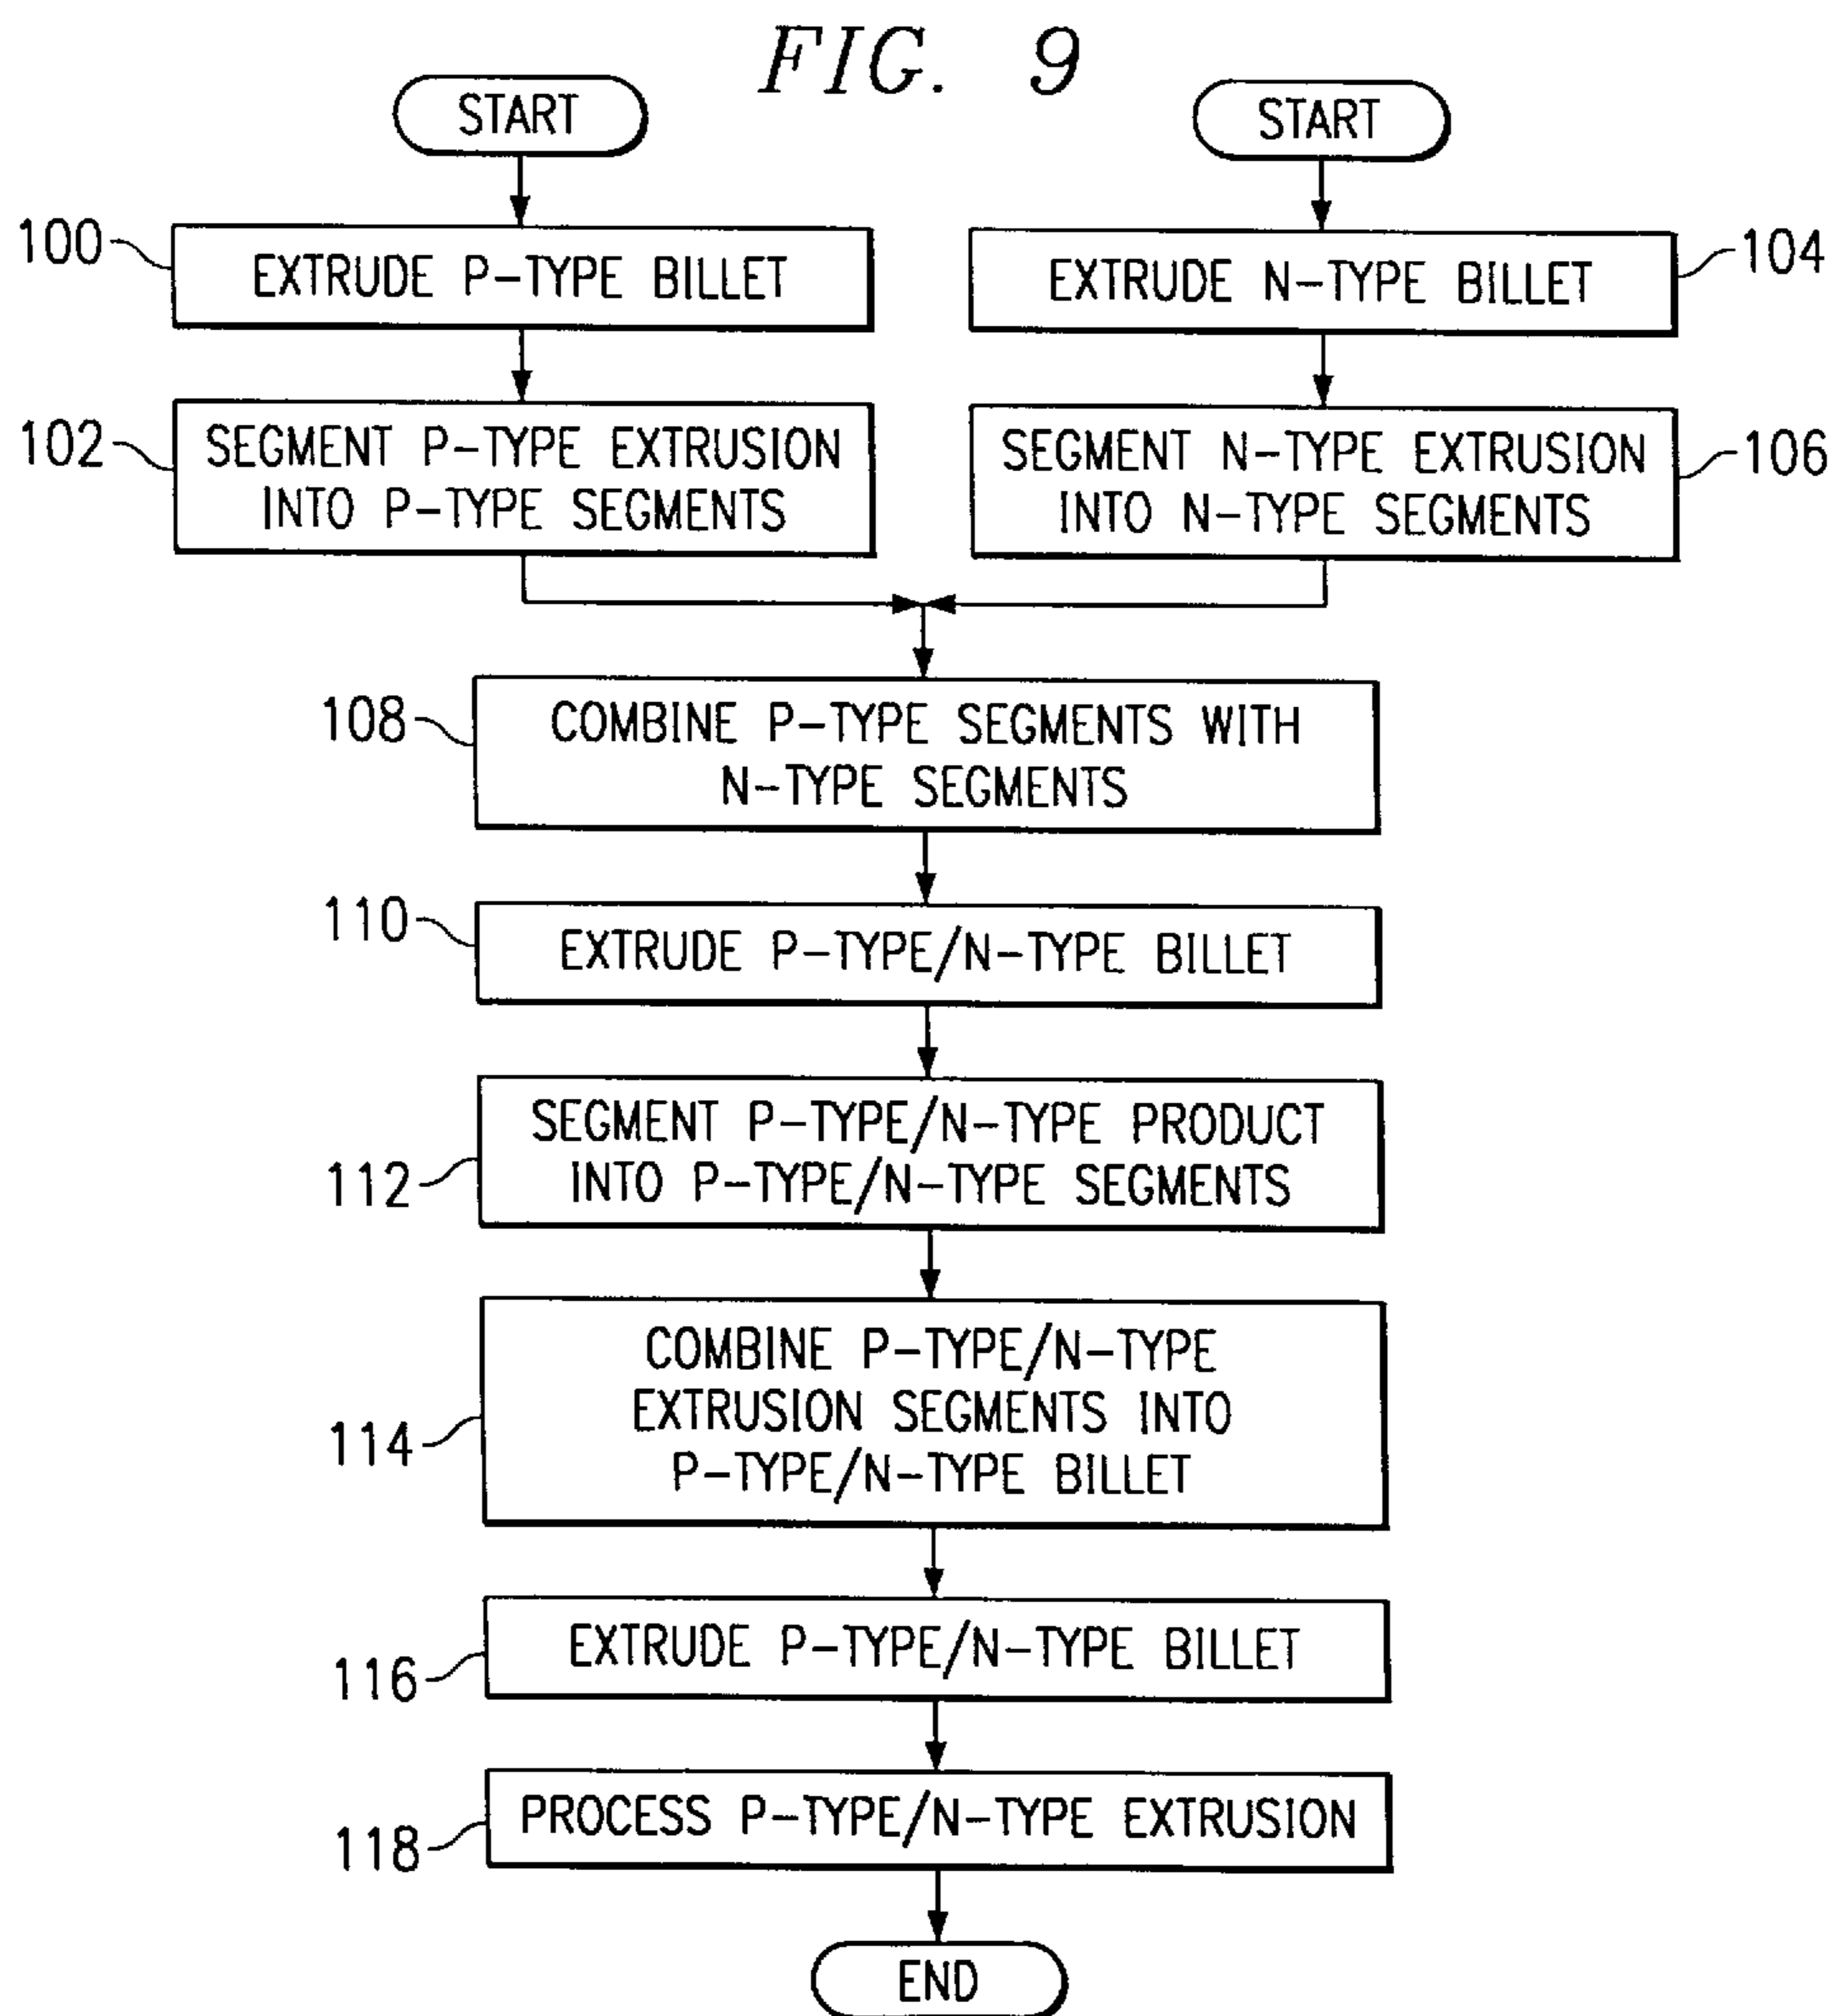 FIG. 9
START
START
100
EXTRUDE P-TYPE BILLET
EXTRUDE N-TYPE BILLET
104
102
SEGMENT P-TYPE EXTRUSION
INTO P-TYPE SEGMENTS
SEGMENT N-TYPE EXTRUSION
INTO N-TYPE SEGMENTS
106
108
COMBINE P-TYPE SEGMENTS WITH
N-TYPE SEGMENTS
110
EXTRUDE P-TYPE/N-TYPE BILLET
112
SEGMENT P-TYPE/N-TYPE PRODUCT
INTO P-TYPE/N-TYPE SEGMENTS
114
COMBINE P-TYPE/N-TYPE
EXTRUSION SEGMENTS INTO
P-TYPE/N-TYPE BILLET
116
EXTRUDE P-TYPE/N-TYPE BILLET
118
PROCESS P-TYPE/N-TYPE EXTRUSION
END